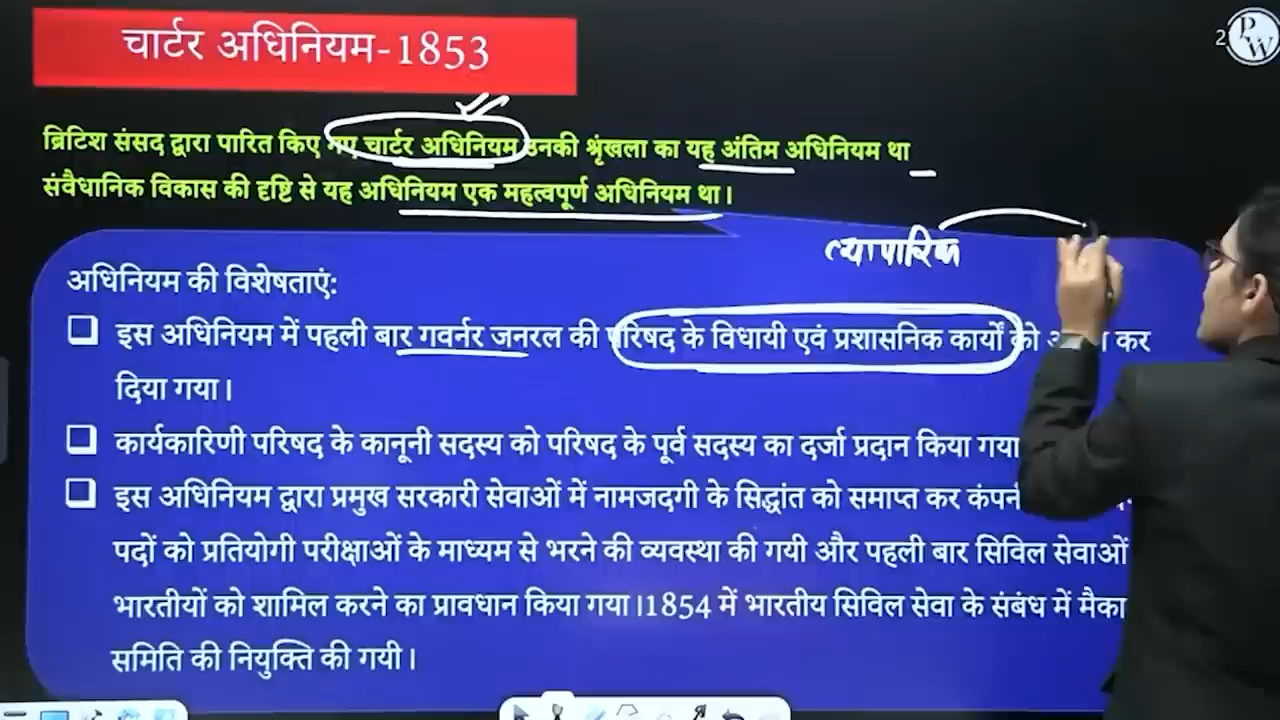 चार्टर अधिनियम-1853
2
PW
ब्रिटिश संसद द्वारा पारित किए गए चार्टर अधिनियम उनकी श्रृंखला का यह अंतिम अधिनियम था
संवैधानिक विकास की दृष्टि से यह अधिनियम एक महत्वपूर्ण अधिनियम था।
व्यापारिक
अधिनियम की विशेषताएं:
इस अधिनियम में पहली बार गवर्नर जनरल की परिषद के विधायी एवं प्रशासनिक कार्यों को कर
दिया गया।
कार्यकारिणी परिषद के कानूनी सदस्य को परिषद के पूर्व सदस्य का दर्जा प्रदान किया गया
इस अधिनियम द्वारा प्रमुख सरकारी सेवाओं में नामजदगी के सिद्धांत को समाप्त कर
पदों को प्रतियोगी परीक्षाओं के माध्यम से भरने की व्यवस्था की गयी और पहली बार सिविल सेवाओं
भारतीयों को शामिल करने का प्रावधान किया गया।1854 में भारतीय सिविल सेवा के संबंध में मैका
समिति की नियुक्ति की गयी।